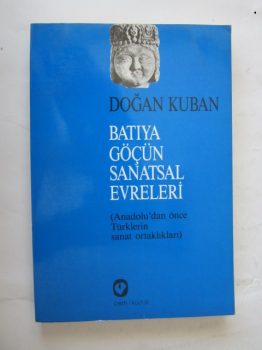 DOĞAN KUBAN
BATIYA
GÖÇÜN
SANATSAL
EVRELERİ
(Anadolu'dan önce
Türklerin
sanat ortaklıkları)